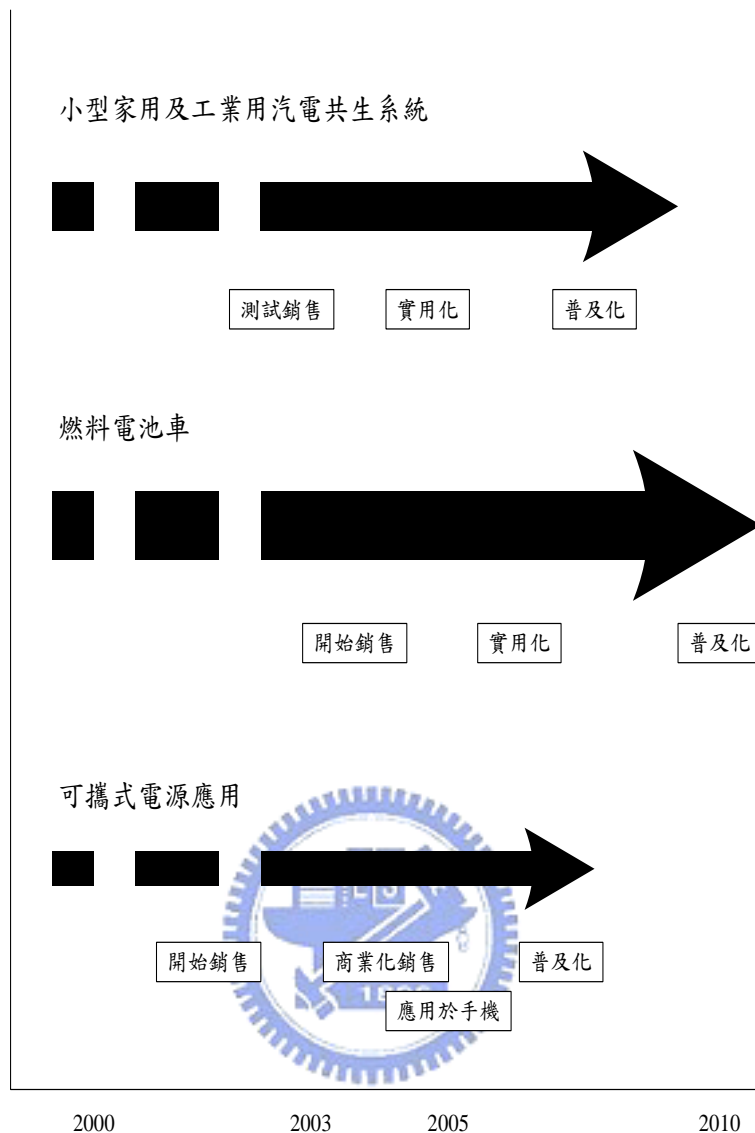 小型家用及工業用汽電共生系統
測試銷售 實用化 普及化
燃料電池車
開始銷售 實用化 普及化
可攜式電源應用
開始銷售 商業化銷售 普及化
應用於手機
2000 2003 2005 2010